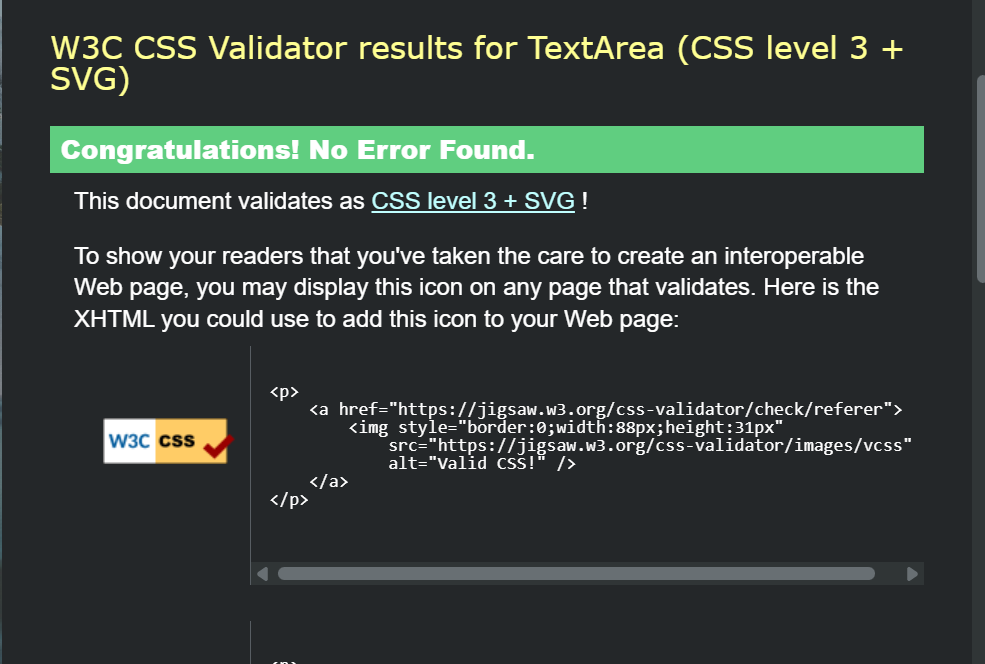 W3C CSS Validator results for TextArea (CSS level 3 +
SVG)
Congratulations! No Error Found.
This document validates as CSS level 3 + SVG !
To show your readers that you've taken the care to create an interoperable
Web page, you may display this icon on any page that validates. Here is the
XHTML you could use to add this icon to your Web page:
<p>
    <a href="https://jigsaw.w3.org/css-validator/check/referer">
        <img style="border:0;width:88px;height:31px"
            src="https://jigsaw.w3.org/css-validator/images/vcss"
            alt="Valid CSS!" />
    </a>
</p>
W3C CSS